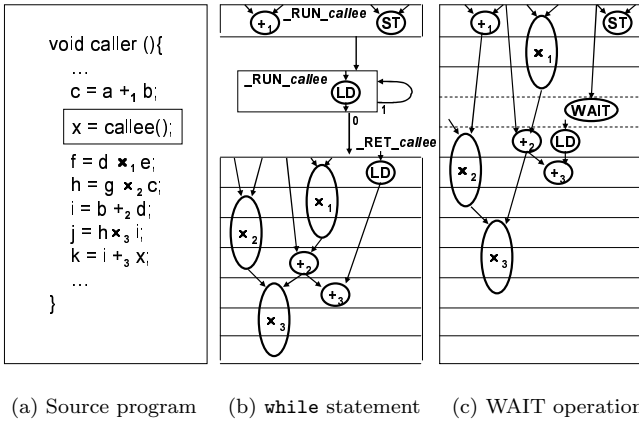 void caller (){
...
c = a +1 b;
x = callee();
f = d ×1 e;
h = g ×2 c;
i = b +2 d;
j = h ×3 i;
k = i +3 x;
...
}
(a) Source program
+1
_RUN_callee
ST
_RUN_callee
LD
1
0
_RET_callee
LD
×1
×2
+2
+3
×3
(b) while statement
+1
ST
×1
WAIT
LD
+2
×2
+3
×3
(c) WAIT operation